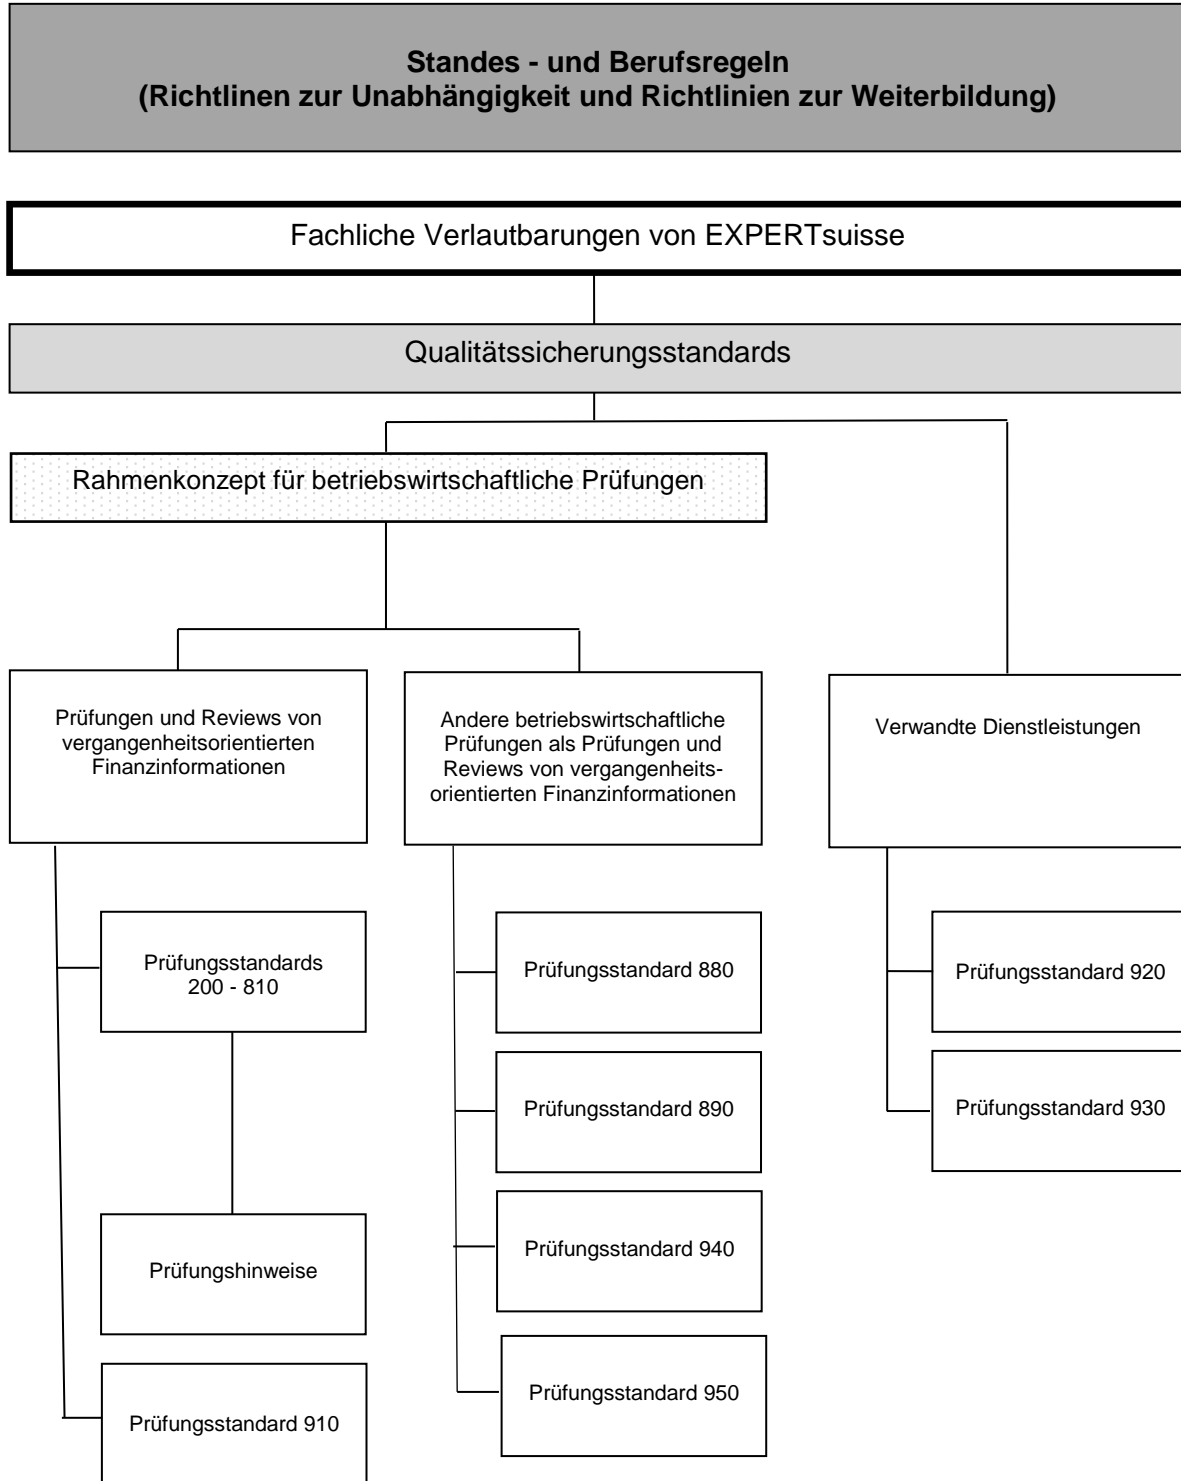 Standes - und Berufsregeln
(Richtlinen zur Unabhängigkeit und Richtlinien zur Weiterbildung)
Fachliche Verlautbarungen von EXPERTsuisse
Qualitätssicherungsstandards
Rahmenkonzept für betriebswirtschaftliche Prüfungen
Prüfungen und Reviews von
vergangenheitsorientierten
Finanzinformationen
Andere betriebswirtschaftliche
Prüfungen als Prüfungen und
Reviews von vergangenheits-
orientierten Finanzinformationen
Verwandte Dienstleistungen
Prüfungsstandards
200 - 810
Prüfungshinweise
Prüfungsstandard 910
Prüfungsstandard 880
Prüfungsstandard 890
Prüfungsstandard 940
Prüfungsstandard 950
Prüfungsstandard 920
Prüfungsstandard 930